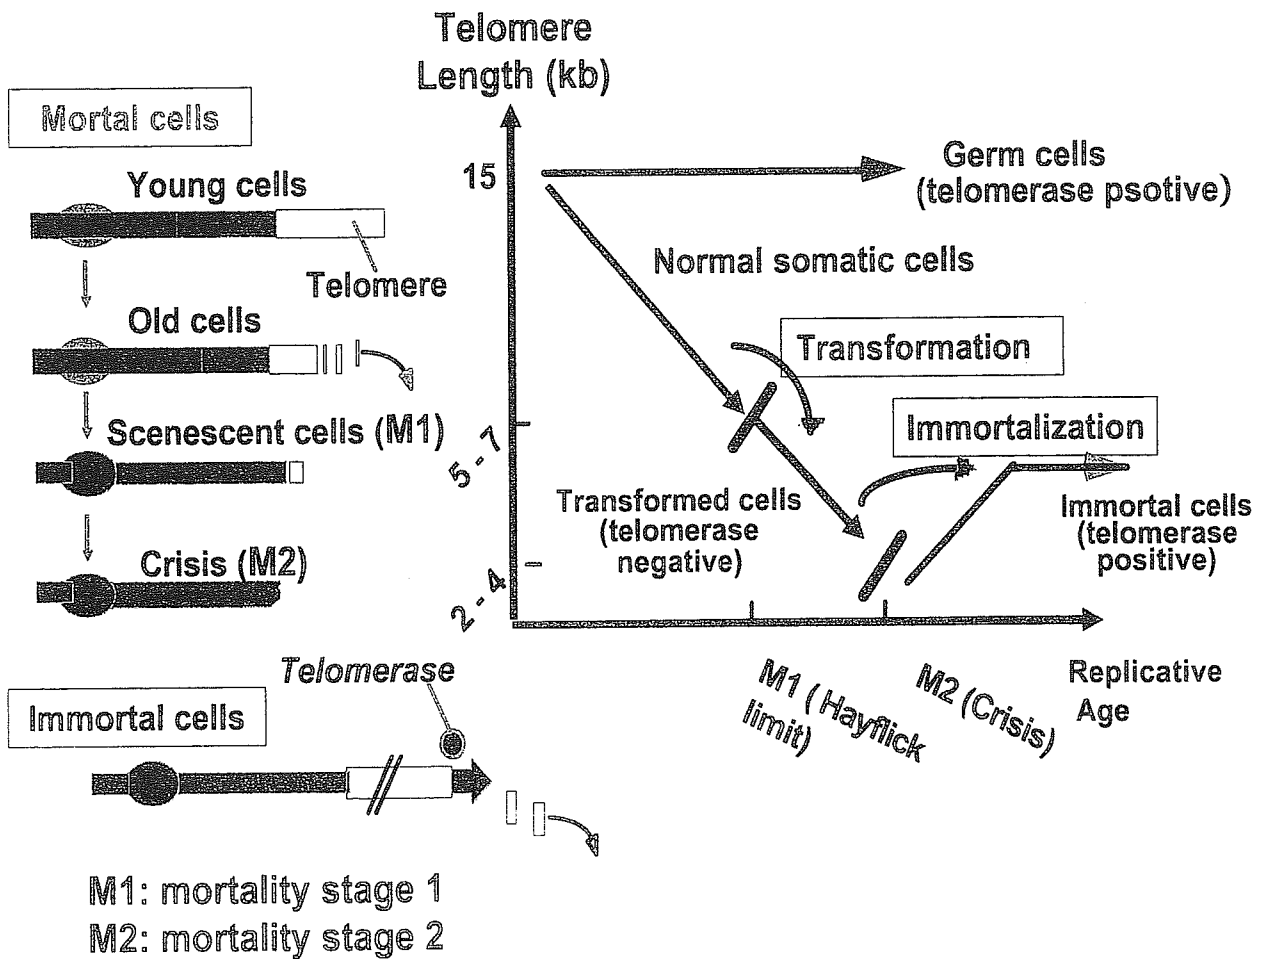 Telomere
Length (kb)
Mortal cells
Young cells
Telomere
Old cells
Scenescent cells (M1)
Crisis (M2)
15
5 - 7
2 - 4
Germ cells
(telomerase psotive)
Normal somatic cells
Transformation
Immortalization
Transformed cells
(telomerase
negative)
Immortal cells
(telomerase
positive)
M1 ( Hayflick
limit)
M2 (Crisis)
Replicative
Age
Telomerase
Immortal cells
M1: mortality stage 1
M2: mortality stage 2